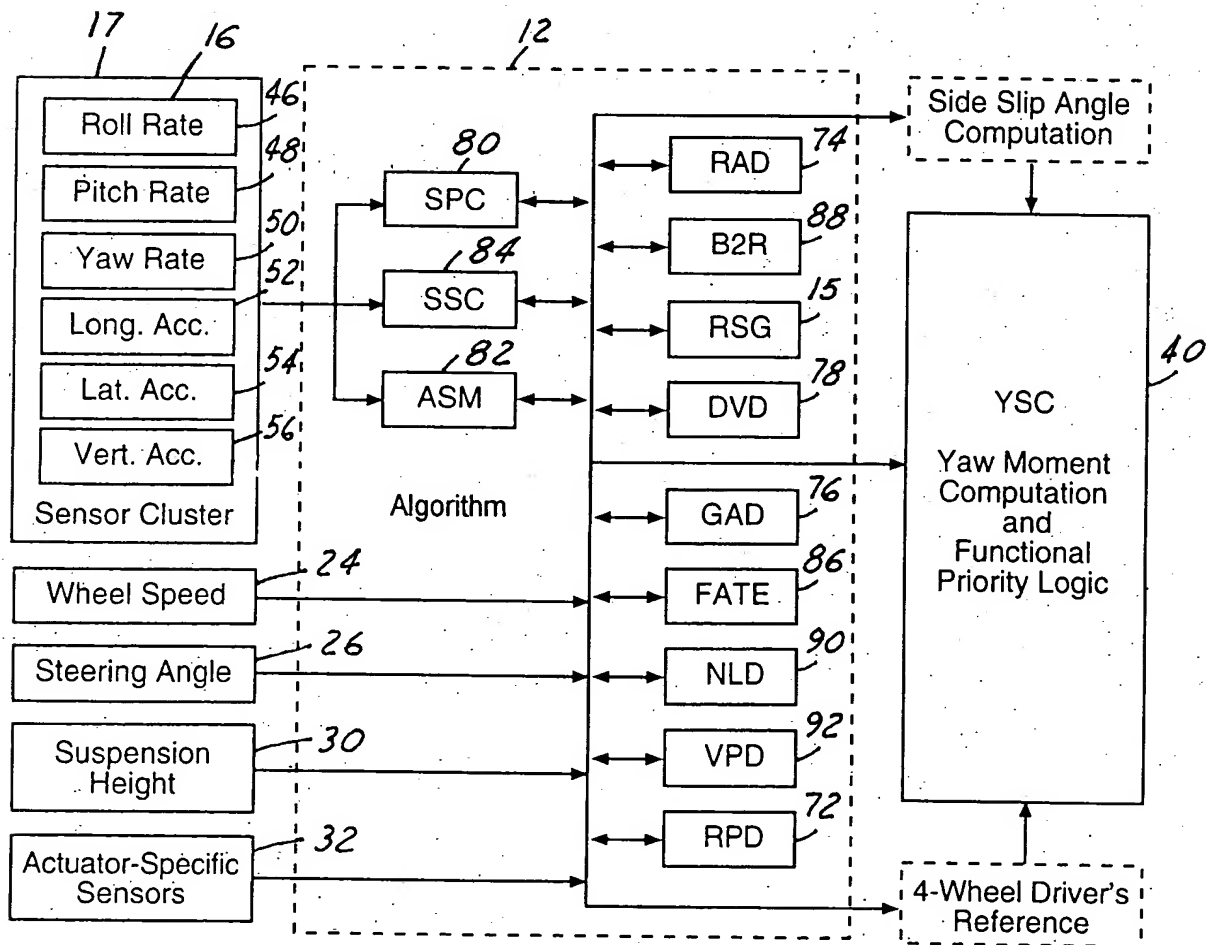 17
16
12
Roll Rate
46
Pitch Rate
48
Yaw Rate
50
Long. Acc.
52
Lat. Acc.
54
Vert. Acc.
56
Sensor Cluster
Wheel Speed
24
Steering Angle
26
Suspension
Height
30
Actuator-Specific
Sensors
32
SPC
80
SSC
84
ASM
82
Algorithm
RAD
74
B2R
88
RSG
15
DVD
78
GAD
76
FATE
86
NLD
90
VPD
92
RPD
72
Side Slip Angle
Computation
YSC
Yaw Moment
Computation
and
Functional
Priority Logic
40
4-Wheel Driver's
Reference